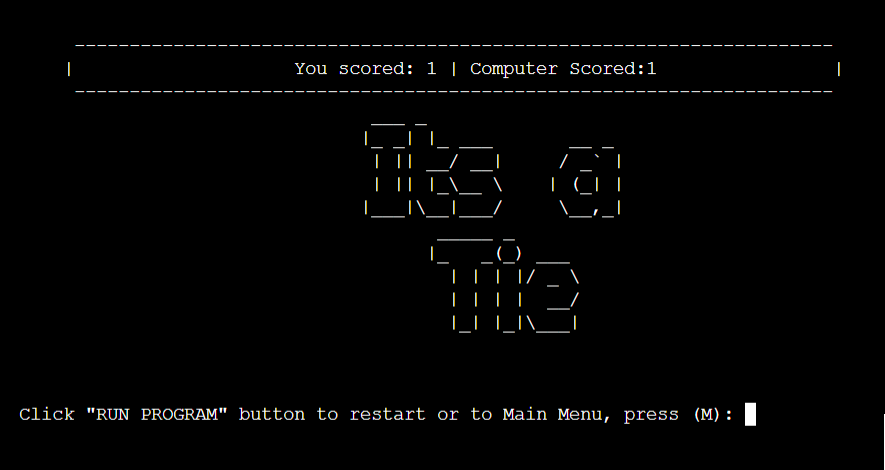 You scored: 1 | Computer Scored:1
Its a
Tie
Click "RUN PROGRAM" button to restart or to Main Menu, press (M):